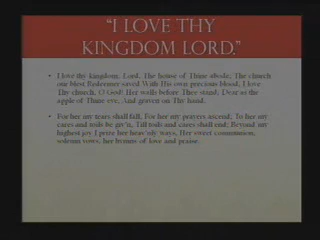 "I LOVE THY
KINGDOM LORD."
• I love thy kingdom, Lord, The house of Thine abode; The church
our blest Redeemer saved With His own precious blood. I love
Thy church, O God! Her walls before Thee stand; Dear as the
apple of Thine eye, And graven on Thy hand.
• For her my tears shall fall, For her my prayers ascend; To her my
cares and toils be giv'n, Till toils and cares shall end; Beyond my
highest joy I prize her heav'nly ways, Her sweet communion,
solemn vows, her hymns of love and praise.